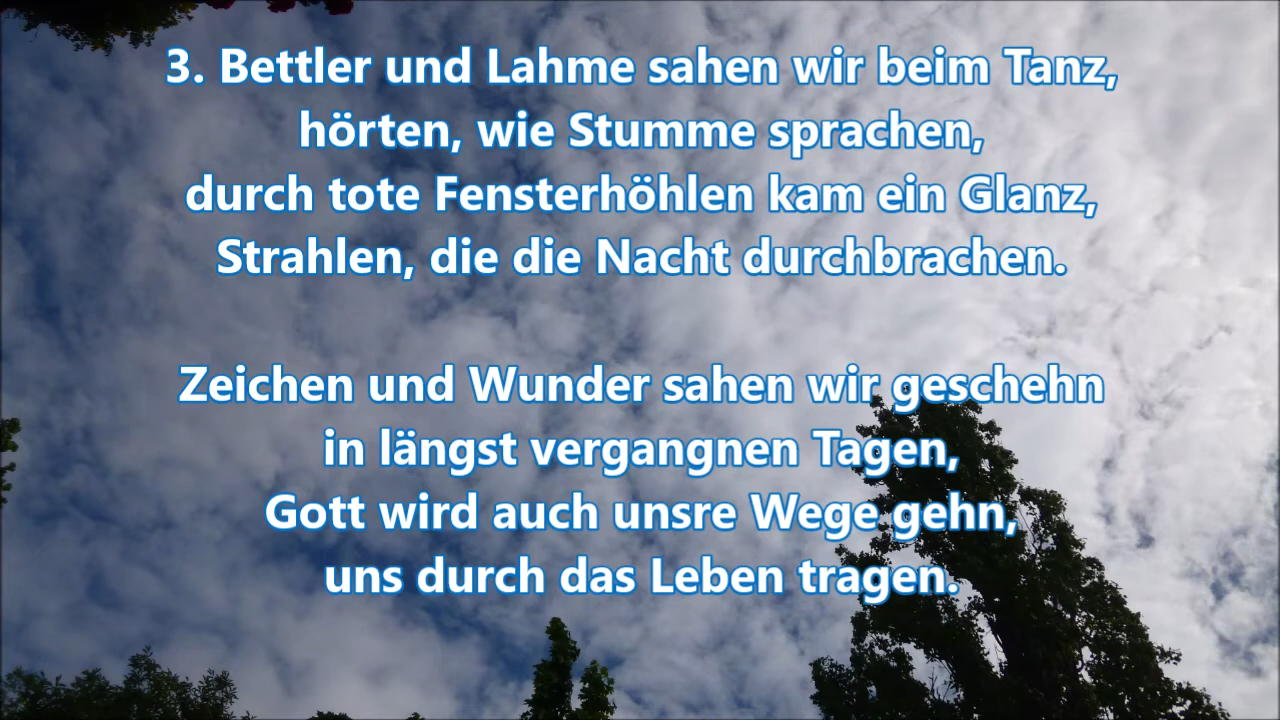 3. Bettler und Lahme sahen wir beim Tanz,
hörten, wie Stumme sprachen,
durch tote Fensterhöhlen kam ein Glanz,
Strahlen, die die Nacht durchbrachen.
Zeichen und Wunder sahen wir geschehn
in längst vergangnen Tagen,
Gott wird auch unsre Wege gehn,
uns durch das Leben tragen.